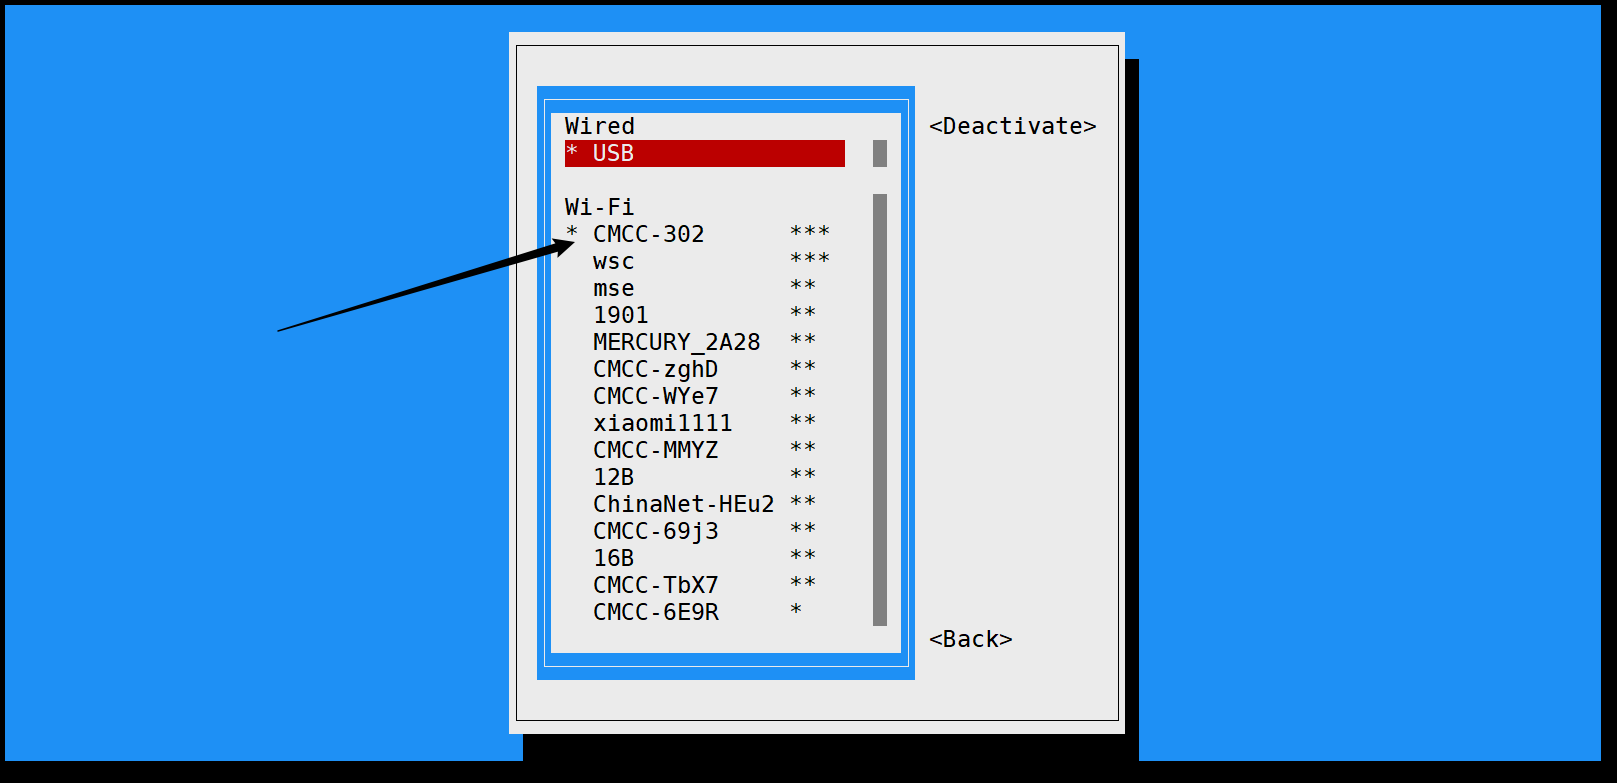 Wired <Deactivate>
* USB
Wi-Fi
* CMCC-302 ***
wsc ***
mse **
1901 **
MERCURY_2A28 **
CMCC-zghD **
CMCC-WYe7 **
xiaomi1111 **
CMCC-MMYZ **
12B **
ChinaNet-HEu2 **
CMCC-69j3 **
16B **
CMCC-TbX7 **
CMCC-6E9R *
<Back>